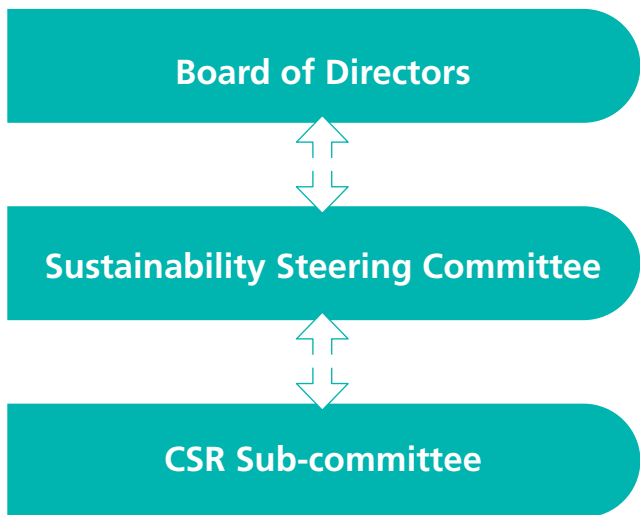 Board of Directors
Sustainability Steering Committee
CSR Sub-committee